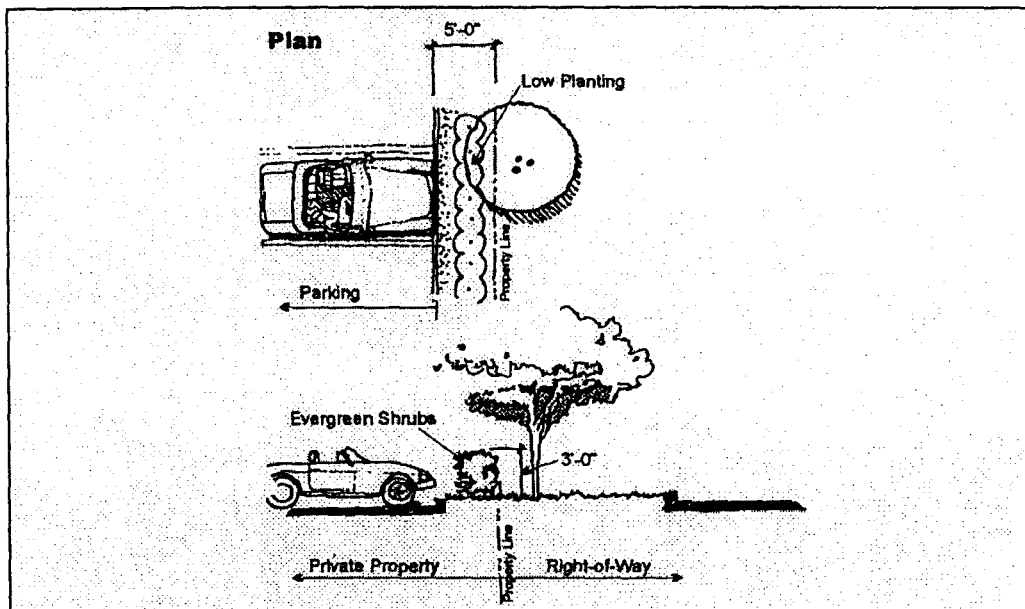 Plan
5'-0"
Low Planting
Property Line
Parking
Evergreen Shrubs
3'-0"
Private Property
Property Line
Right-of-Way